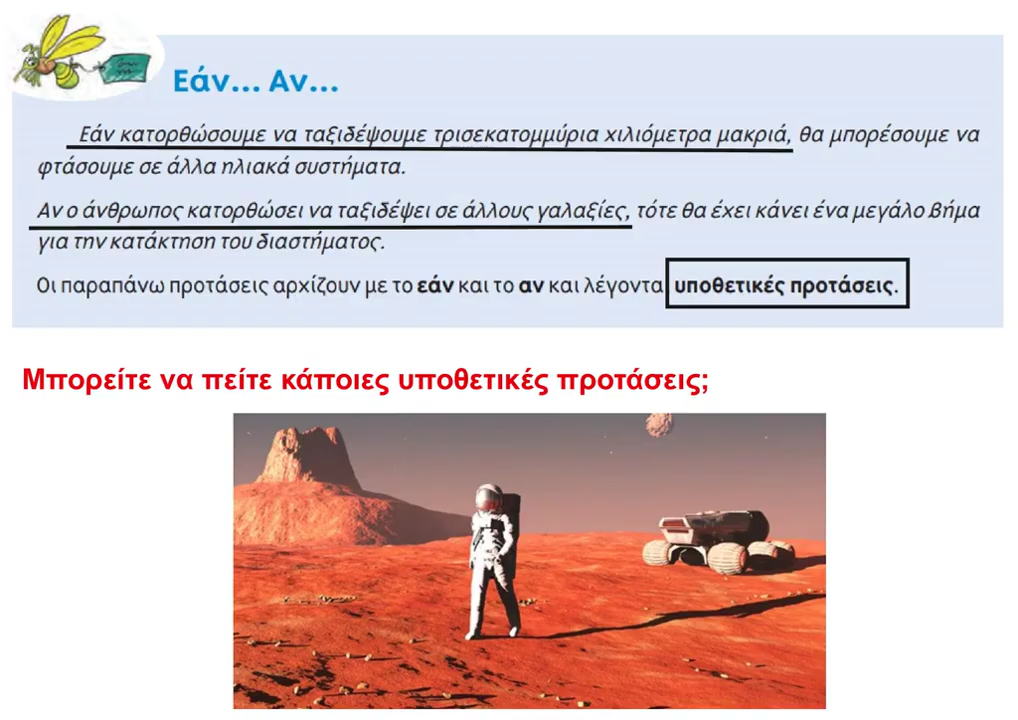 Εάν... Αν...
Εάν κατορθώσουμε να ταξιδέψουμε τρισεκατομμύρια χιλιόμετρα μακριά, θα μπορέσουμε να
φτάσουμε σε άλλα ηλιακά συστήματα.
Αν ο άνθρωπος κατορθώσει να ταξιδέψει σε άλλους γαλαξίες, τότε θα έχει κάνει ένα μεγάλο βήμα
για την κατάκτηση του διαστήματος.
Οι παραπάνω προτάσεις αρχίζουν με το εάν και το αν και λέγοντα υποθετικές προτάσεις.
Μπορείτε να πείτε κάποιες υποθετικές προτάσεις;